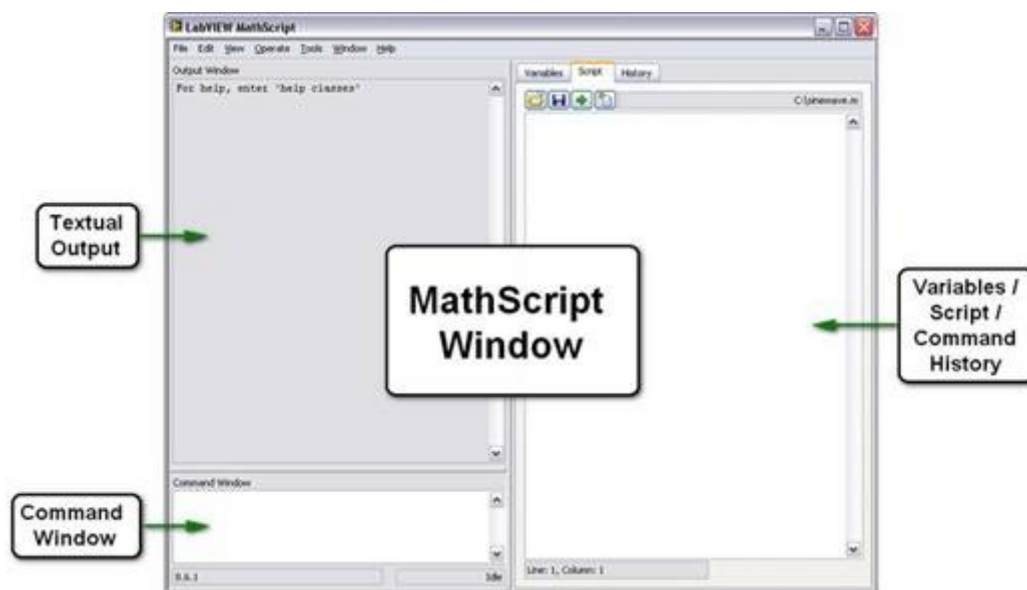 LabVIEW MathScript
File Edit View Operate Tools Window Help
Output Window
For help, enter 'help classes'
Variables Script History
Textual
Output
MathScript
Window
Variables /
Script /
Command
History
Command Window
Command
Window
Idle
Line: 1, Column: 1